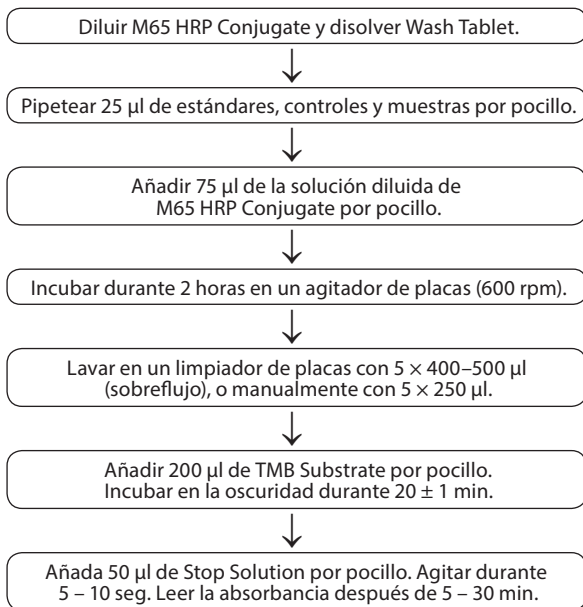 Diluir M65 HRP Conjugate y disolver Wash Tablet.
Pipetear 25 µl de estándares, controles y muestras por pocillo.
Añadir 75 µl de la solución diluida de
M65 HRP Conjugate por pocillo.
Incubar durante 2 horas en un agitador de placas (600 rpm).
Lavar en un limpiador de placas con 5 × 400–500 µl
(sobreflujo), o manualmente con 5 × 250 µl.
Añadir 200 µl de TMB Substrate por pocillo.
Incubar en la oscuridad durante 20 ± 1 min.
Añada 50 µl de Stop Solution por pocillo. Agitar durante
5 – 10 seg. Leer la absorbancia después de 5 – 30 min.